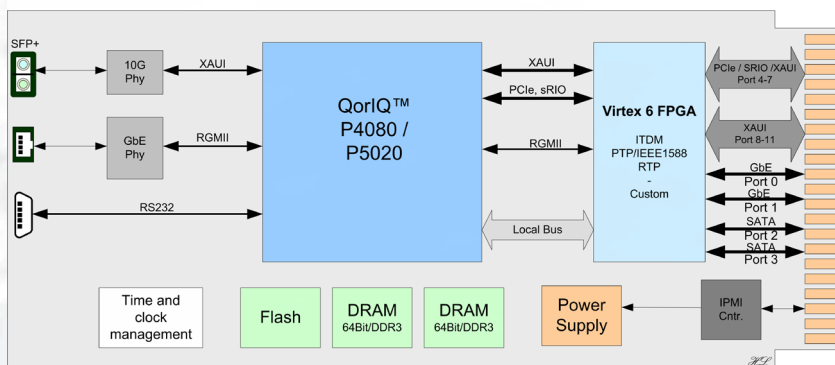 SFP+
10G
Phy
XAUI
GbE
Phy
RGMII
RS232
QorIQ™
P4080 /
P5020
XAUI
PCIe, sRIO
RGMII
Local Bus
Virtex 6 FPGA
ITDM
PTP/IEEE1588
RTP
-
Custom
PCIe / SRIO /XAUI
Port 4-7
XAUI
Port 8-11
GbE
Port 0
GbE
Port 1
SATA
Port 2
SATA
Port 3
Time and
clock
management
Flash
DRAM
64Bit/DDR3
DRAM
64Bit/DDR3
Power
Supply
IPMI
Cntr.